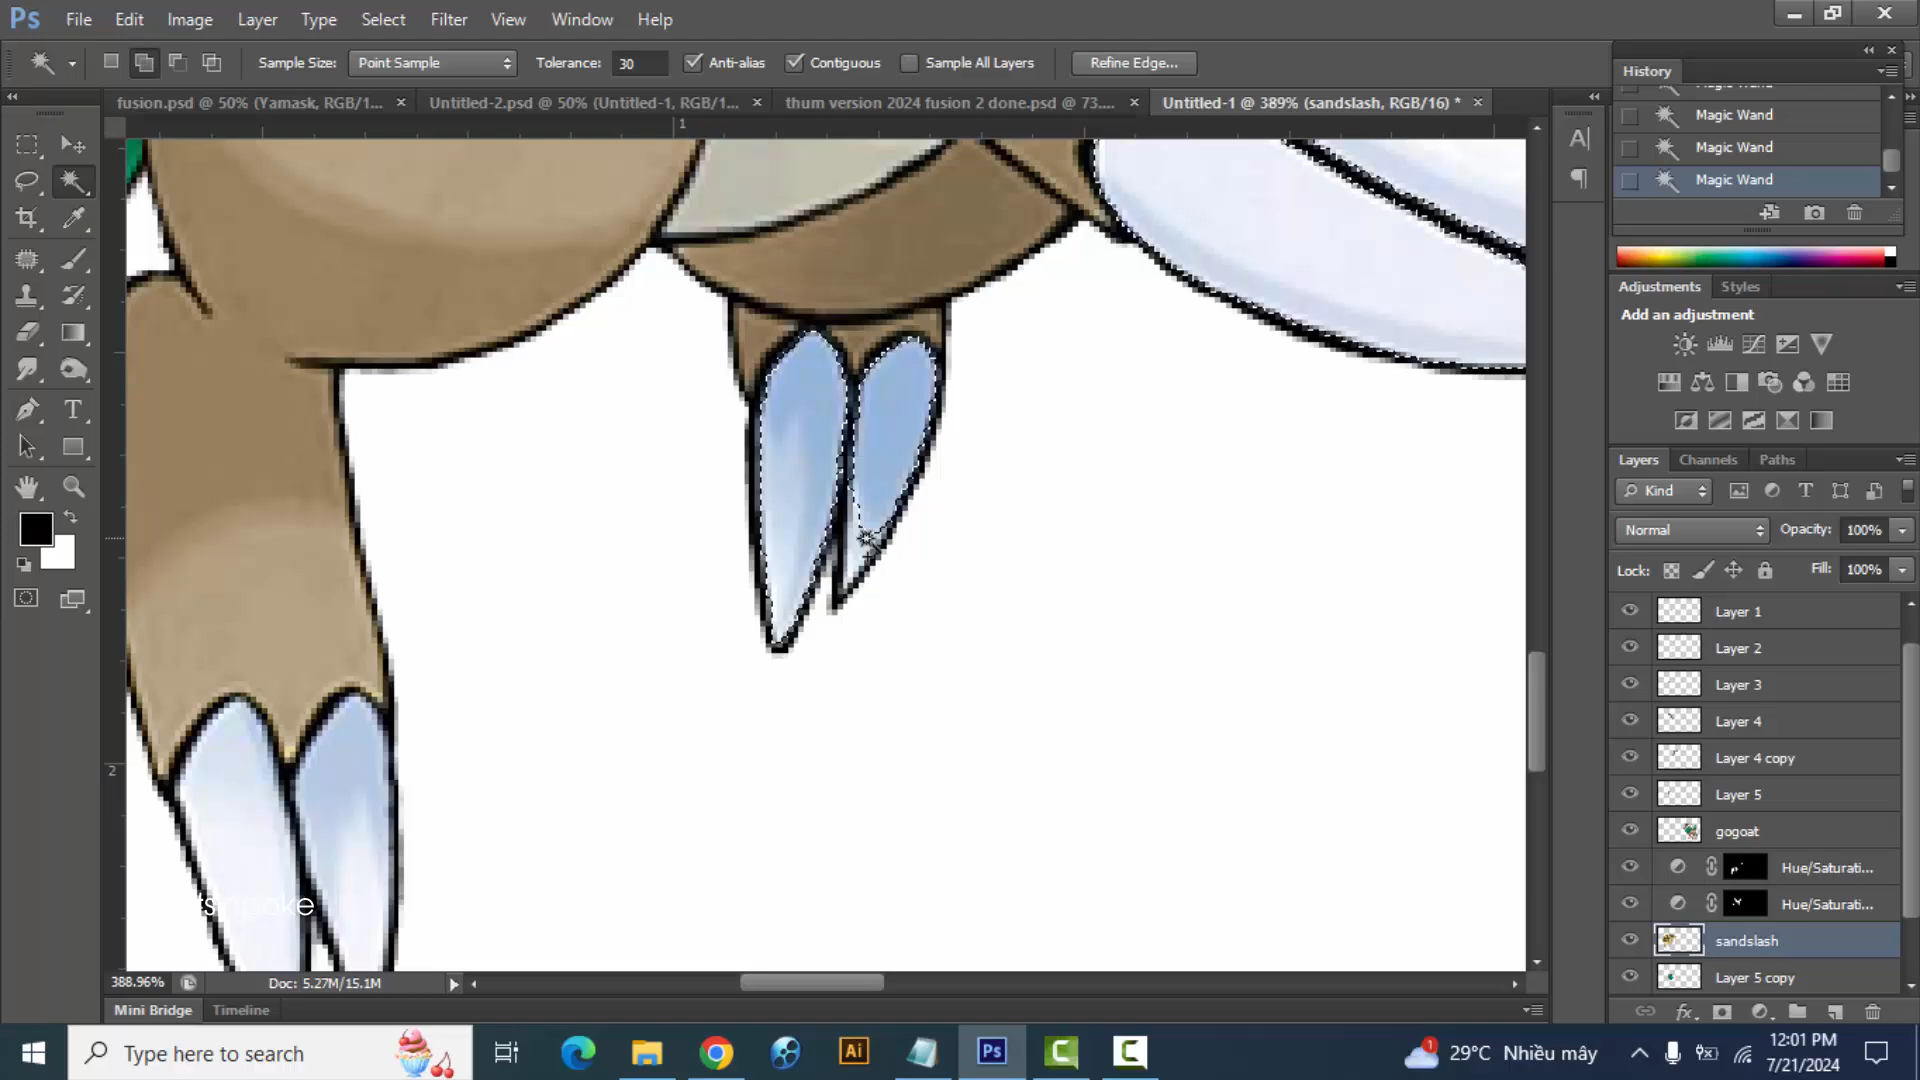 Ps File Edit Image Layer Type Select Filter View Window Help
Sample Size: Point Sample Tolerance: 30 Anti-alias Contiguous Sample All Layers Refine Edge...
fusion.psd @ 50% (Yamask, RGB/1... × Untitled-2.psd @ 50% (Untitled-1, RGB/1... × thum version 2024 fusion 2 done.psd @ 73.... × Untitled-1 @ 389% (sandslash, RGB/16) * ×
1
2
History
Magic Wand
Magic Wand
Magic Wand
Adjustments Styles
Add an adjustment
Layers Channels Paths
Kind
Normal Opacity: 100%
Lock: Fill: 100%
Layer 1
Layer 2
Layer 3
Layer 4
Layer 4 copy
Layer 5
gogoat
Hue/Saturati...
Hue/Saturati...
sandslash
Layer 5 copy
388.96% Doc: 5.27M/15.1M
Mini Bridge Timeline
Type here to search
Ai Ps
1 29°C Nhiều mây
12:01 PM
7/21/2024